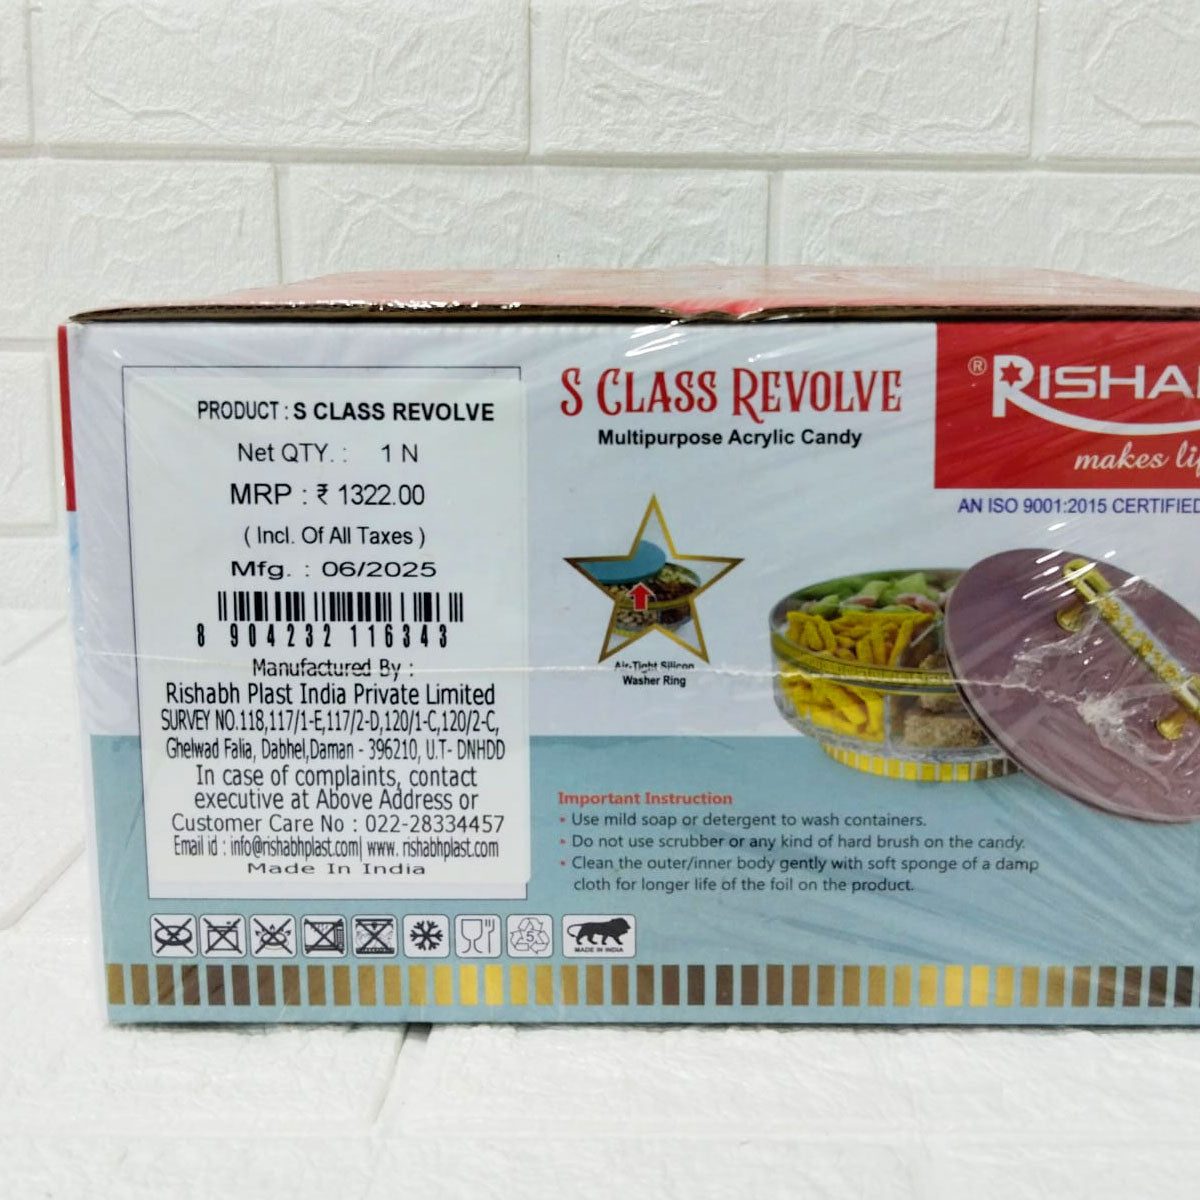 PRODUCT : S CLASS REVOLVE
Net QTY. : 1 N
MRP : ₹ 1322.00
( Incl. Of All Taxes )
Mfg. : 06/2025
8 904232 116343
Manufactured By :
Rishabh Plast India Private Limited
SURVEY NO.118,117/1-E,117/2-D,120/1-C,120/2-C,
Ghelwad Falia, Dabhel,Daman - 396210, U.T- DNHDD
In case of complaints, contact
executive at Above Address or
Customer Care No : 022-28334457
Email id : info@rishabhplast.com| www. rishabhplast.com
Made In India
S CLASS REVOLVE
Multipurpose Acrylic Candy
Air-Tight Silicon
Washer Ring
® RISHA
makes
AN ISO 9001:2015 CERTIFIED
Important Instruction
• Use mild soap or detergent to wash containers.
• Do not use scrubber or any kind of hard brush on the candy.
• Clean the outer/inner body gently with soft sponge of a damp
cloth for longer life of the foil on the product.
5
MADE IN INDIA